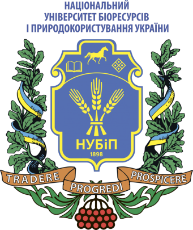 НАЦІОНАЛЬНИЙ
УНІВЕРСИТЕТ БІОРЕСУРСІВ
І ПРИРОДОКОРИСТУВАННЯ УКРАЇНИ
НУБіП
1898
TRADERE
PROGREDI
PROSPICERE